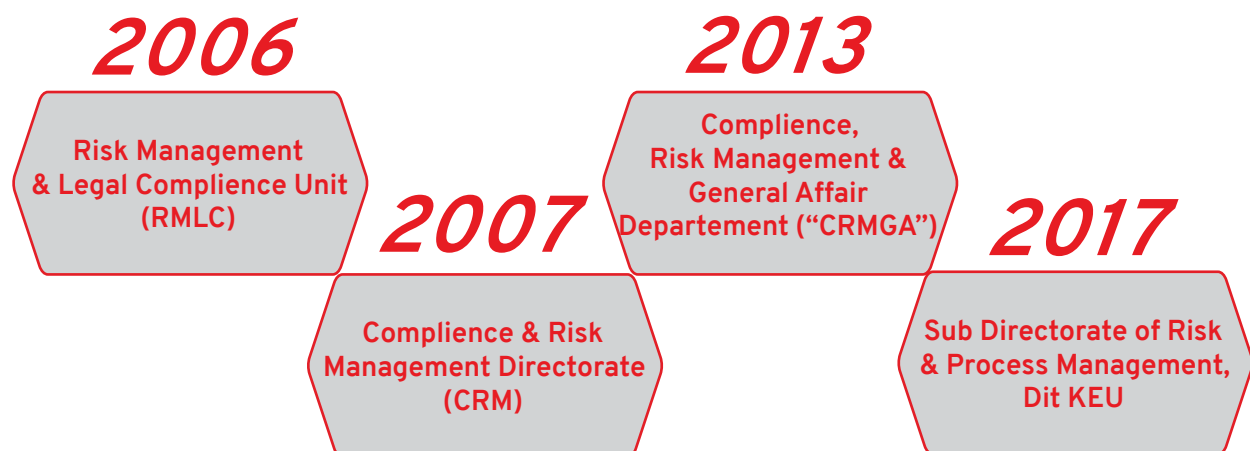 2006
Risk Management
& Legal Complience Unit
(RMLC)
2007
Complience & Risk
Management Directorate
(CRM)
2013
Complience,
Risk Management &
General Affair
Departement (“CRMGA”)
2017
Sub Directorate of Risk
& Process Management,
Dit KEU